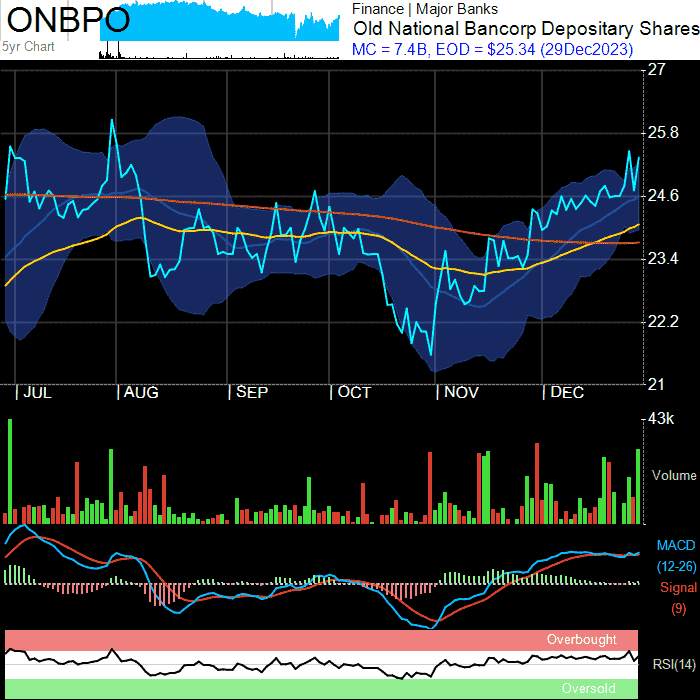 ONBPO
5yr Chart
Finance | Major Banks
Old National Bancorp Depositary Shares
MC = 7.4B, EOD = $25.34 (29Dec2023)
27
25.8
24.6
23.4
22.2
21
| JUL | AUG | SEP | OCT | NOV | DEC
43k
Volume
MACD
(12-26)
Signal
(9)
Overbought
RSI(14)
Oversold